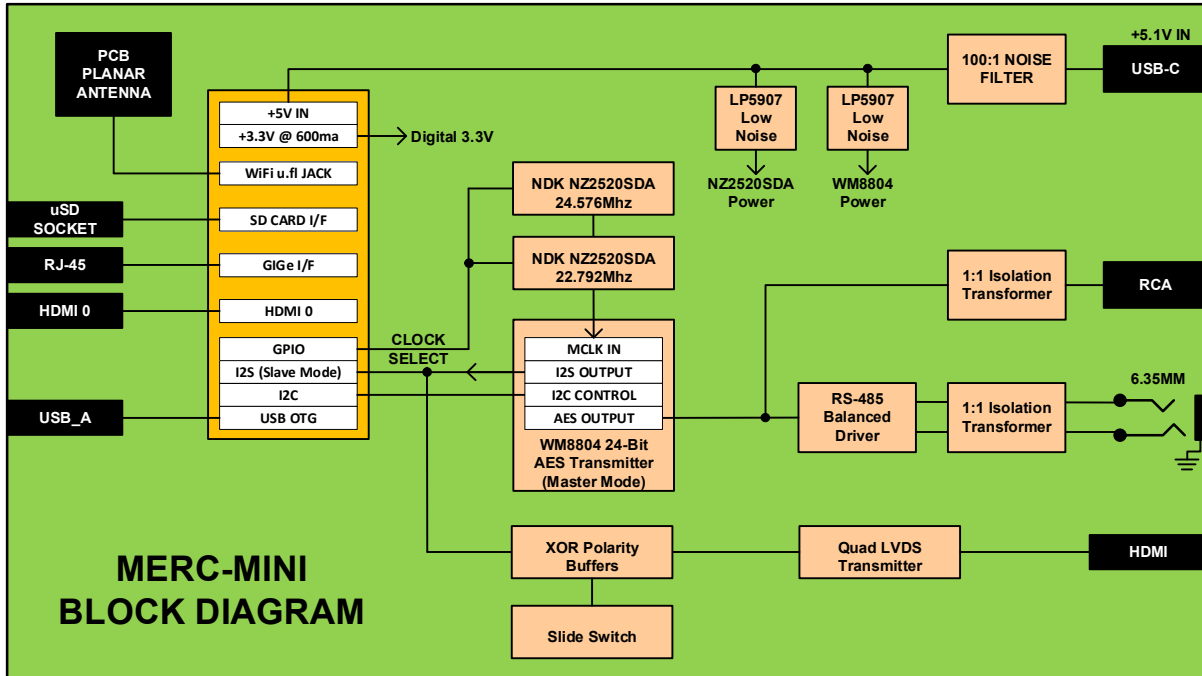 PCB
PLANAR
ANTENNA
+5V IN
+3.3V @ 600ma
Digital 3.3V
WiFi u.fl JACK
uSD
SOCKET
SD CARD I/F
RJ-45
GIGe I/F
HDMI 0
HDMI 0
GPIO
I2S (Slave Mode)
I2C
USB OTG
USB_A
CLOCK
SELECT
+5.1V IN
USB-C
100:1 NOISE
FILTER
LP5907
Low
Noise
LP5907
Low
Noise
NZ2520SDA
Power
WM8804
Power
NDK NZ2520SDA
24.576Mhz
NDK NZ2520SDA
22.792Mhz
MCLK IN
I2S OUTPUT
I2C CONTROL
AES OUTPUT
WM8804 24-Bit
AES Transmitter
(Master Mode)
1:1 Isolation
Transformer
RCA
RS-485
Balanced
Driver
1:1 Isolation
Transformer
6.35MM
XOR Polarity
Buffers
Quad LVDS
Transmitter
HDMI
Slide Switch
MERC-MINI
BLOCK DIAGRAM